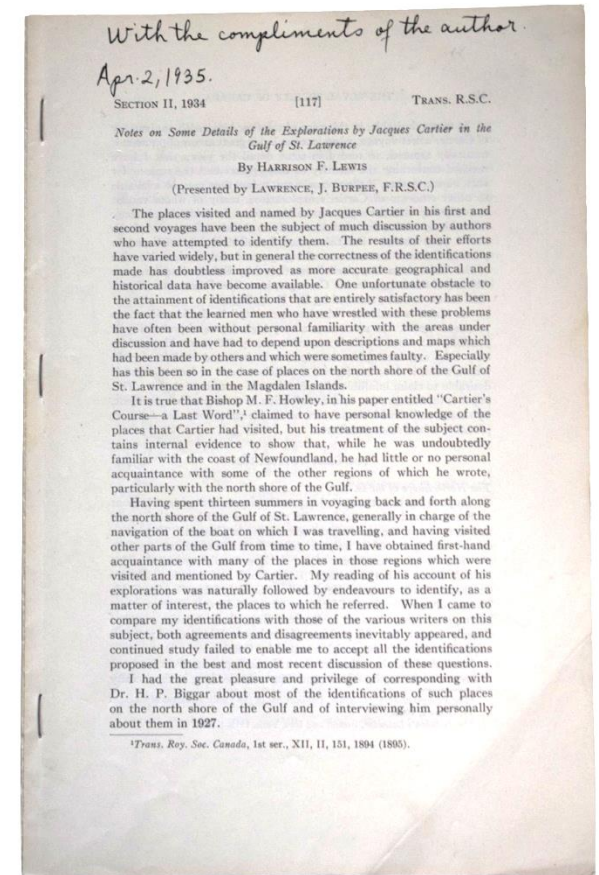 With the compliments of the author.
Apr. 2, 1935.
SECTION II, 1934 [117] TRANS. R.S.C.
Notes on Some Details of the Explorations by Jacques Cartier in the
Gulf of St. Lawrence
By HARRISON F. LEWIS
(Presented by LAWRENCE, J. BURPEE, F.R.S.C.)
The places visited and named by Jacques Cartier in his first and
second voyages have been the subject of much discussion by authors
who have attempted to identify them. The results of their efforts
have varied widely, but in general the correctness of the identifications
made has doubtless improved as more accurate geographical and
historical data have become available. One unfortunate obstacle to
the attainment of identifications that are entirely satisfactory has been
the fact that the learned men who have wrestled with these problems
have often been without personal familiarity with the areas under
discussion and have had to depend upon descriptions and maps which
had been made by others and which were sometimes faulty. Especially
has this been so in the case of places on the north shore of the Gulf of
St. Lawrence and in the Magdalen Islands.
It is true that Bishop M. F. Howley, in his paper entitled "Cartier's
Course—a Last Word",¹ claimed to have personal knowledge of the
places that Cartier had visited, but his treatment of the subject con-
tains internal evidence to show that, while he was undoubtedly
familiar with the coast of Newfoundland, he had little or no personal
acquaintance with some of the other regions of which he wrote,
particularly with the north shore of the Gulf.
Having spent thirteen summers in voyaging back and forth along
the north shore of the Gulf of St. Lawrence, generally in charge of the
navigation of the boat on which I was travelling, and having visited
other parts of the Gulf from time to time, I have obtained first-hand
acquaintance with many of the places in those regions which were
visited and mentioned by Cartier. My reading of his account of his
explorations was naturally followed by endeavours to identify, as a
matter of interest, the places to which he referred. When I came to
compare my identifications with those of the various writers on this
subject, both agreements and disagreements inevitably appeared, and
continued study failed to enable me to accept all the identifications
proposed in the best and most recent discussion of these questions.
I had the great pleasure and privilege of corresponding with
Dr. H. P. Biggar about most of the identifications of such places
on the north shore of the Gulf and of interviewing him personally
about them in 1927.
¹Trans. Roy. Soc. Canada, 1st ser., XII, II, 151, 1894 (1895).